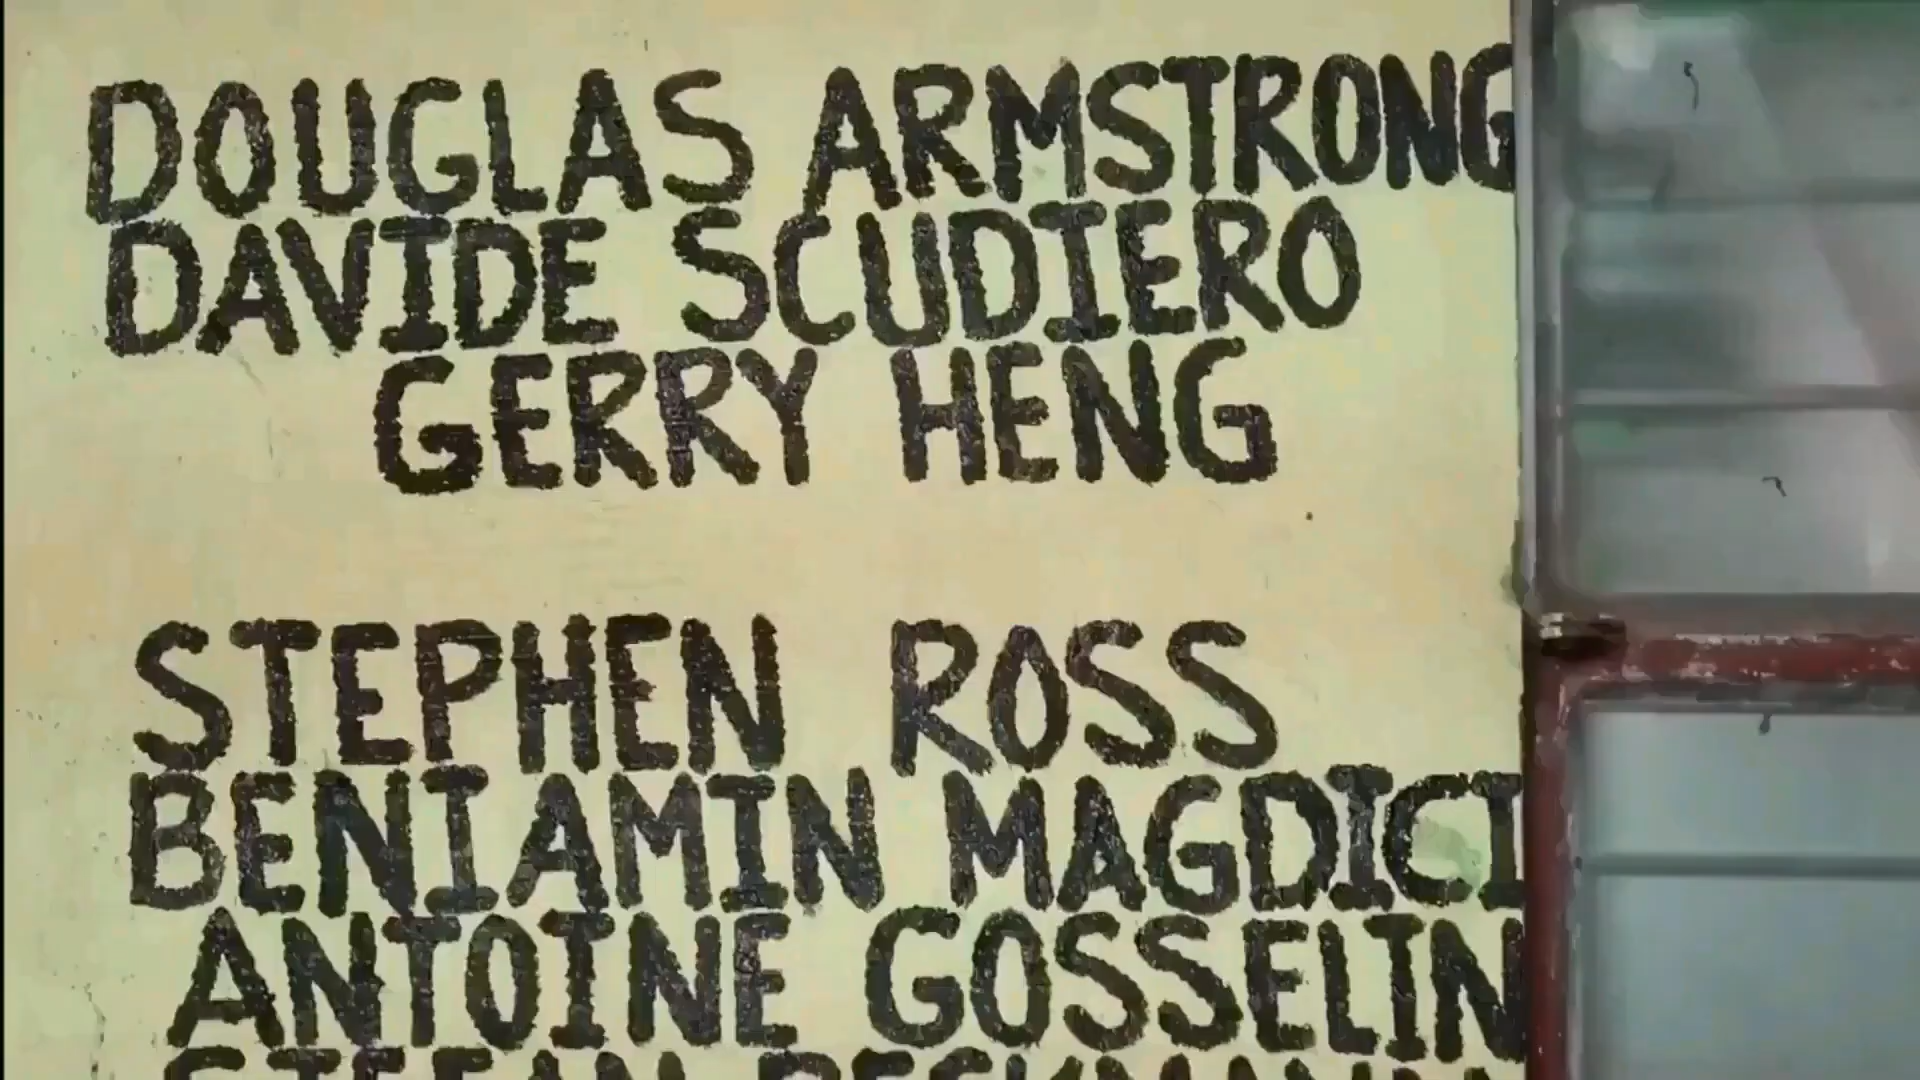 DOUGLAS ARMSTRONG
DAVIDE SCUDIERO
GERRY HENG
STEPHEN ROSS
BENJAMIN MAGDICI
ANTOINE GOSSELIN